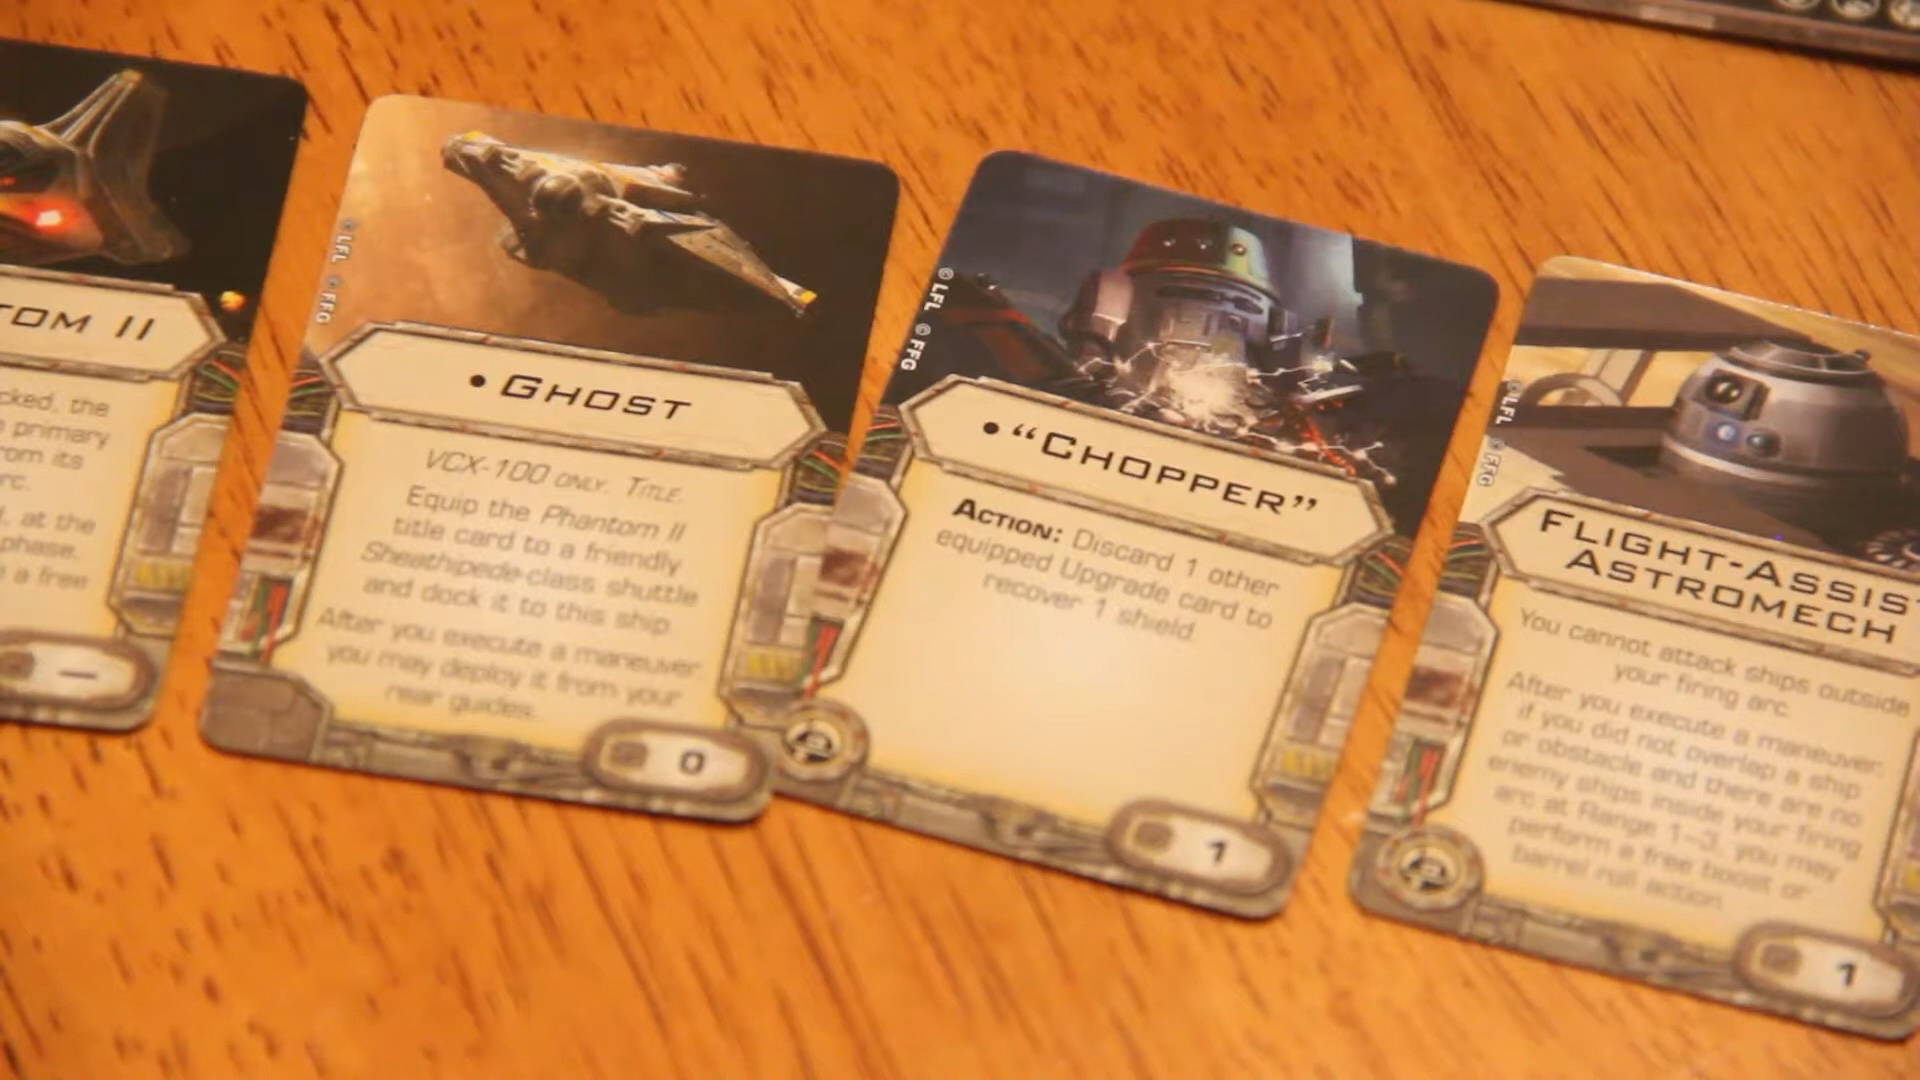 TOM II
cked, the
primary
rom its
rc.
d, at the
phase,
a free
—
© LFL © FFG
• GHOST
VCX-100 ONLY. TITLE.
Equip the Phantom II
title card to a friendly
Sheathipede-class shuttle
and dock it to this ship
After you execute a maneuver
you may deploy it from your
rear guides.
0
© LFL © FFG
• “CHOPPER”
ACTION: Discard 1 other
equipped Upgrade card to
recover 1 shield.
1
© LFL © FFG
FLIGHT-ASSIST
ASTROMECH
You cannot attack ships outside
your firing arc.
After you execute a maneuver,
if you did not overlap a ship
or obstacle and there are no
enemy ships inside your firing
arc at Range 1-3, you may
perform a free boost or
barrel roll action.
1